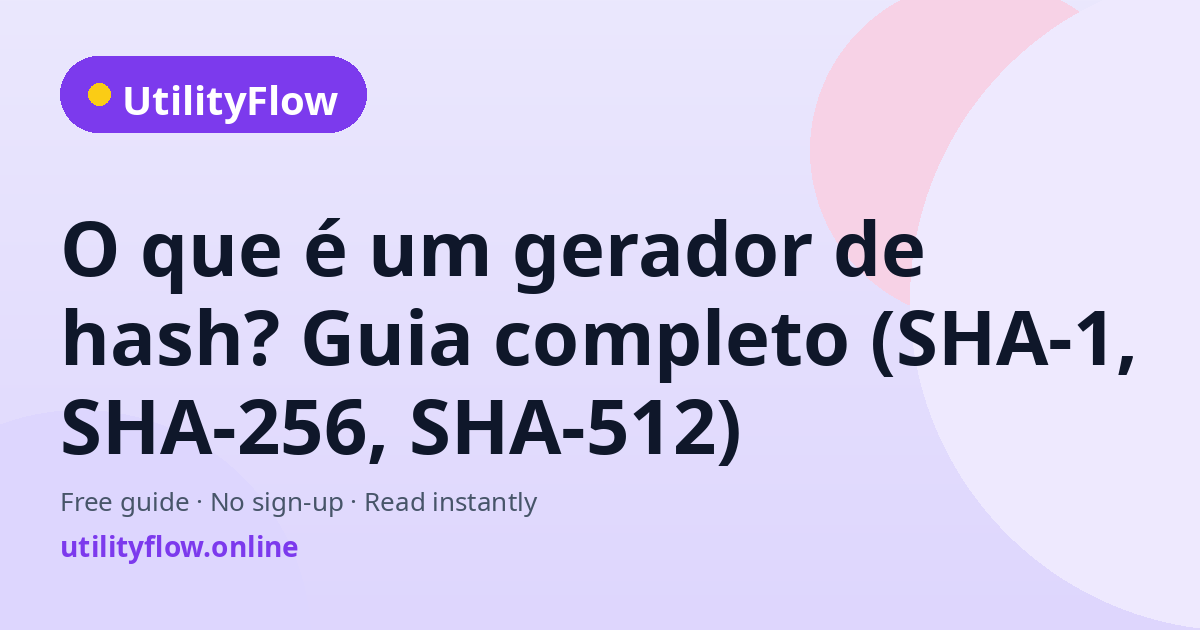 UtilityFlow
O que é um gerador de
hash? Guia completo (SHA-1,
SHA-256, SHA-512)
Free guide · No sign-up · Read instantly
utilityflow.online